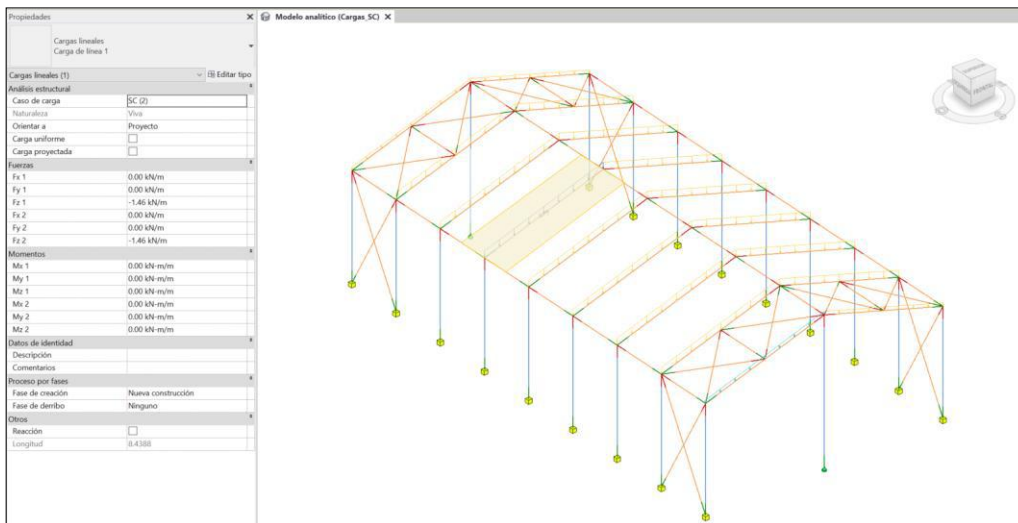 Propiedades
Modelo analítico (Cargas_SC)
Cargas lineales
Carga de línea 1
Cargas lineales (1)
Editar tipo
Análisis estructural
Caso de carga SC (2)
Naturaleza Viva
Orientar a Proyecto
Carga uniforme
Carga proyectada
Fuerzas
Fx 1 0.00 kN/m
Fy 1 0.00 kN/m
Fz 1 -1.46 kN/m
Fx 2 0.00 kN/m
Fy 2 0.00 kN/m
Fz 2 -1.46 kN/m
Momentos
Mx 1 0.00 kN-m/m
My 1 0.00 kN-m/m
Mz 1 0.00 kN-m/m
Mx 2 0.00 kN-m/m
My 2 0.00 kN-m/m
Mz 2 0.00 kN-m/m
Datos de identidad
Descripción
Comentarios
Proceso por fases
Fase de creación Nueva construcción
Fase de derribo Ninguno
Otros
Reacción
Longitud 8.4388
FRONTAL